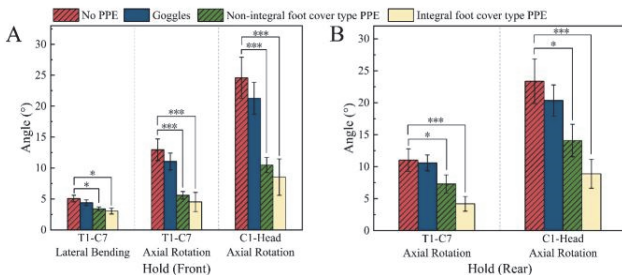 No PPE Goggles Non-integral foot cover type PPE Integral foot cover type PPE
A
Angle (°)
30
25
20
15
10
5
0
*
*
***
***
***
***
T1-C7 T1-C7 C1-Head
Lateral Bending Axial Rotation Axial Rotation
Hold (Front)
B
Angle (°)
30
25
20
15
10
5
0
***
*
***
*
T1-C7 C1-Head
Axial Rotation Axial Rotation
Hold (Rear)